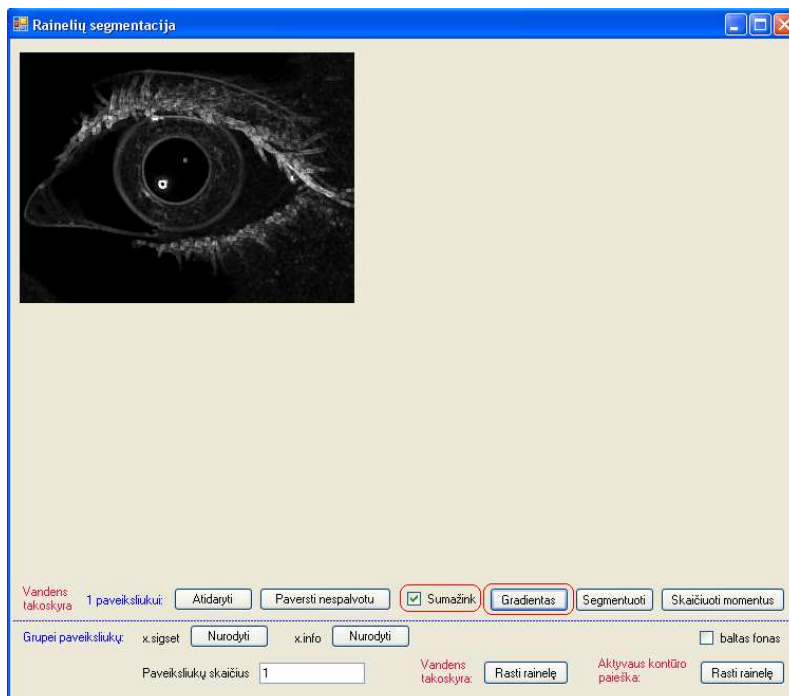 Rainelių segmentacija
Vandens takoskyra
1 paveiksliukui:
Atidaryti
Paversti nespalvotu
Sumažink
Gradientas
Segmentuoti
Skaičiuoti momentus
Grupei paveiksliukų:
x.sigset
Nurodyti
x.info
Nurodyti
baltas fonas
Paveiksliukų skaičius
1
Vandens takoskyra:
Rasti rainelę
Aktyvaus kontūro paieška:
Rasti rainelę